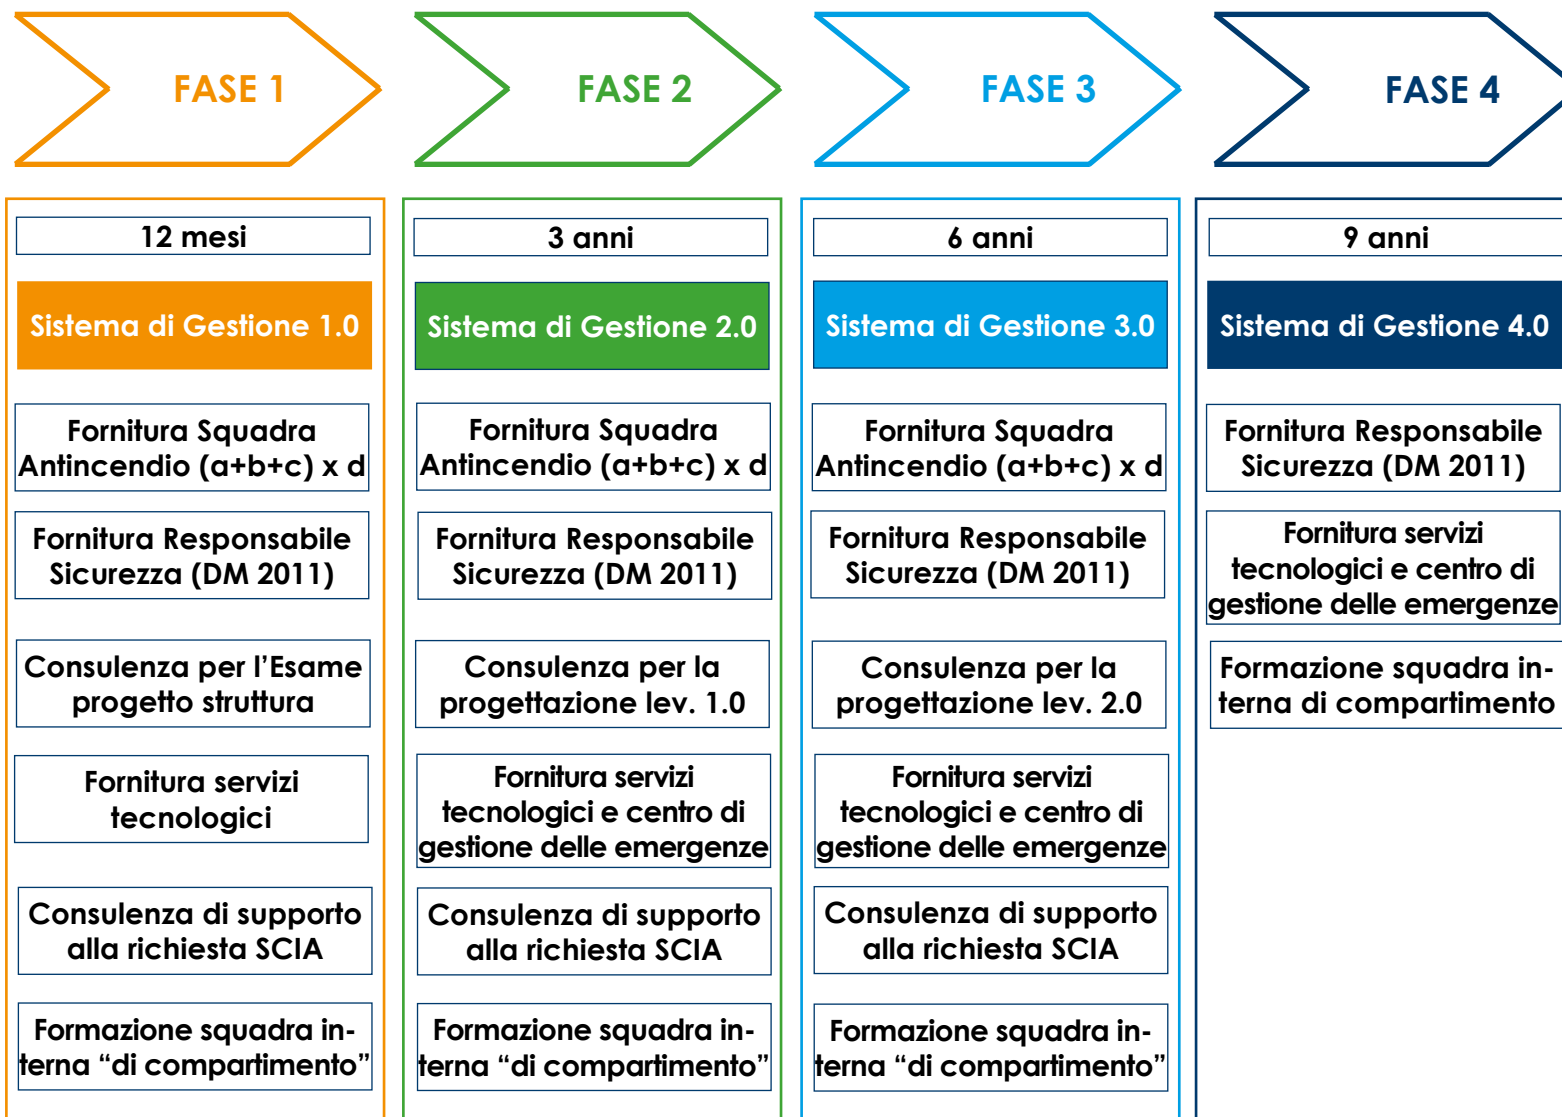 FASE 1
FASE 2
FASE 3
FASE 4
12 mesi
Sistema di Gestione 1.0
Fornitura Squadra
Antincendio (a+b+c) x d
Fornitura Responsabile
Sicurezza (DM 2011)
Consulenza per l’Esame
progetto struttura
Fornitura servizi
tecnologici
Consulenza di supporto
alla richiesta SCIA
Formazione squadra in-
terna “di compartimento”
3 anni
Sistema di Gestione 2.0
Fornitura Squadra
Antincendio (a+b+c) x d
Fornitura Responsabile
Sicurezza (DM 2011)
Consulenza per la
progettazione lev. 1.0
Fornitura servizi
tecnologici e centro di
gestione delle emergenze
Consulenza di supporto
alla richiesta SCIA
Formazione squadra in-
terna “di compartimento”
6 anni
Sistema di Gestione 3.0
Fornitura Squadra
Antincendio (a+b+c) x d
Fornitura Responsabile
Sicurezza (DM 2011)
Consulenza per la
progettazione lev. 2.0
Fornitura servizi
tecnologici e centro di
gestione delle emergenze
Consulenza di supporto
alla richiesta SCIA
Formazione squadra in-
terna “di compartimento”
9 anni
Sistema di Gestione 4.0
Fornitura Responsabile
Sicurezza (DM 2011)
Fornitura servizi
tecnologici e centro di
gestione delle emergenze
Formazione squadra in-
terna di compartimento